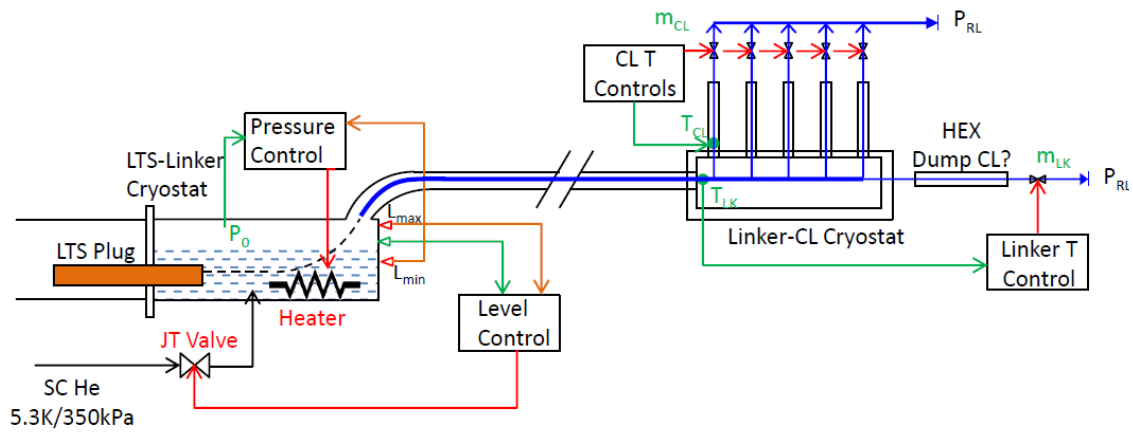 m_CL
P_RL
CL T
Controls
Pressure
Control
T_CL
HEX
Dump CL?
m_LK
P_RL
LTS-Linker
Cryostat
T_LK
L_max
P_0
Linker-CL Cryostat
Linker T
Control
LTS Plug
L_min
Heater
Level
Control
JT Valve
SC He
5.3K/350kPa